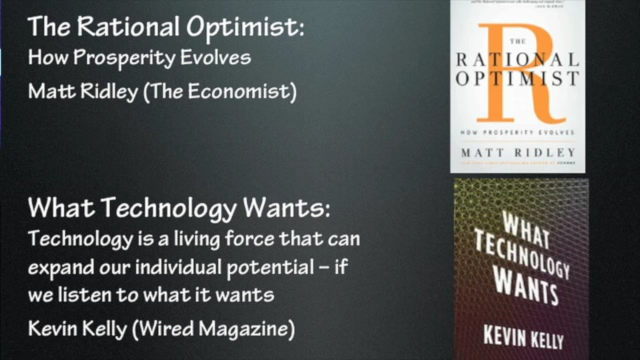 The Rational Optimist:
How Prosperity Evolves
Matt Ridley (The Economist)
THE
RATIONAL
OPTIMIST
HOW PROSPERITY EVOLVES
MATT RIDLEY
What Technology Wants:
Technology is a living force that can
expand our individual potential – if
we listen to what it wants
Kevin Kelly (Wired Magazine)
WHAT
TECHNOLOGY
WANTS
KEVIN KELLY